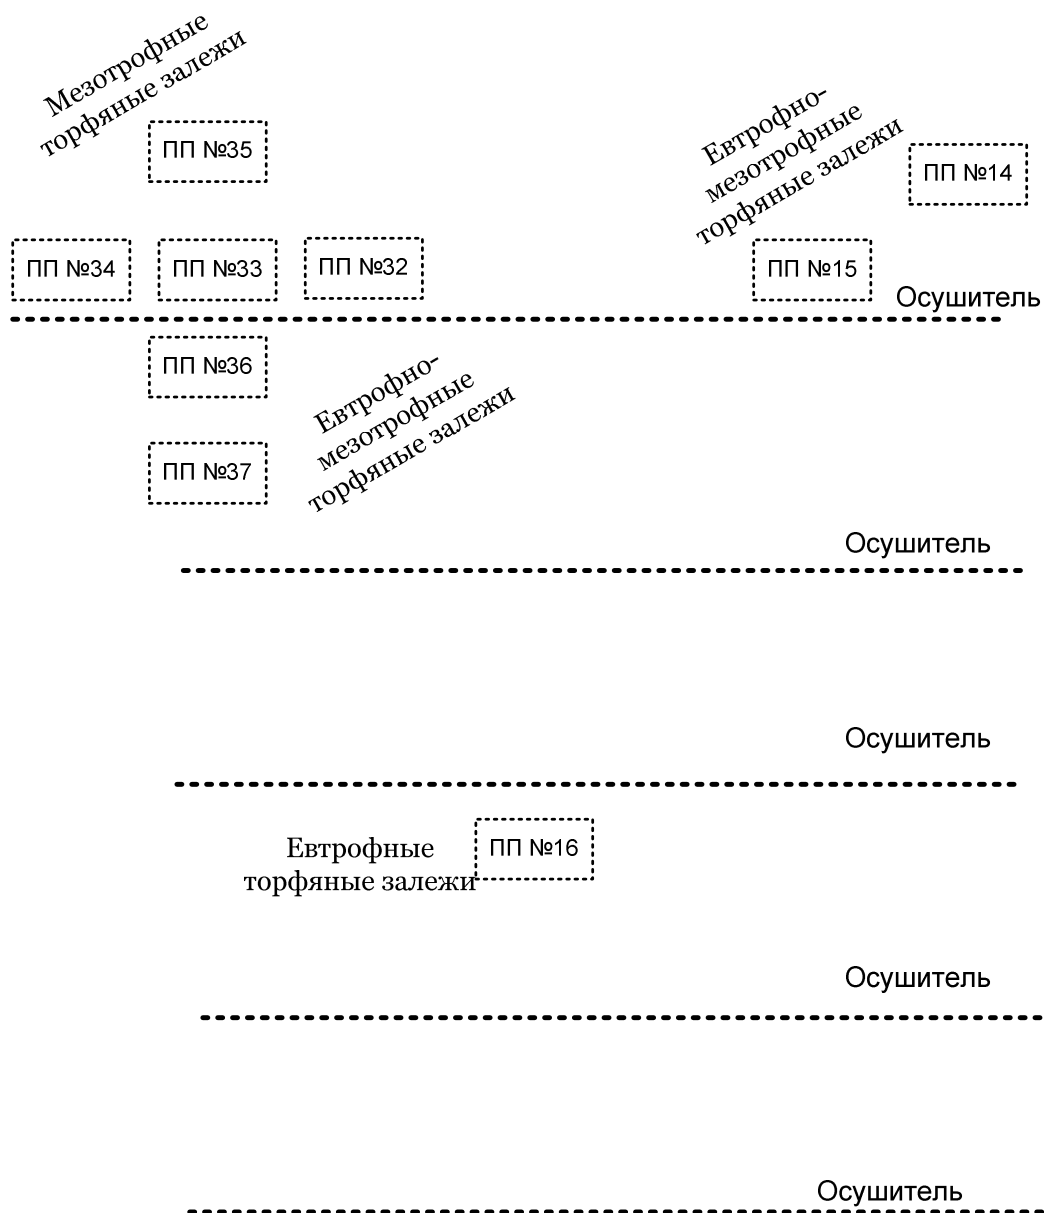 Мезотрофные
торфяные залежи
ПП №35
Евтрофно-
мезотрофные
торфяные залежи
ПП №14
ПП №34
ПП №33
ПП №32
ПП №15
Осушитель
ПП №36
Евтрофно-
мезотрофные
торфяные залежи
ПП №37
Осушитель
Осушитель
Евтрофные
торфяные залежи
ПП №16
Осушитель
Осушитель